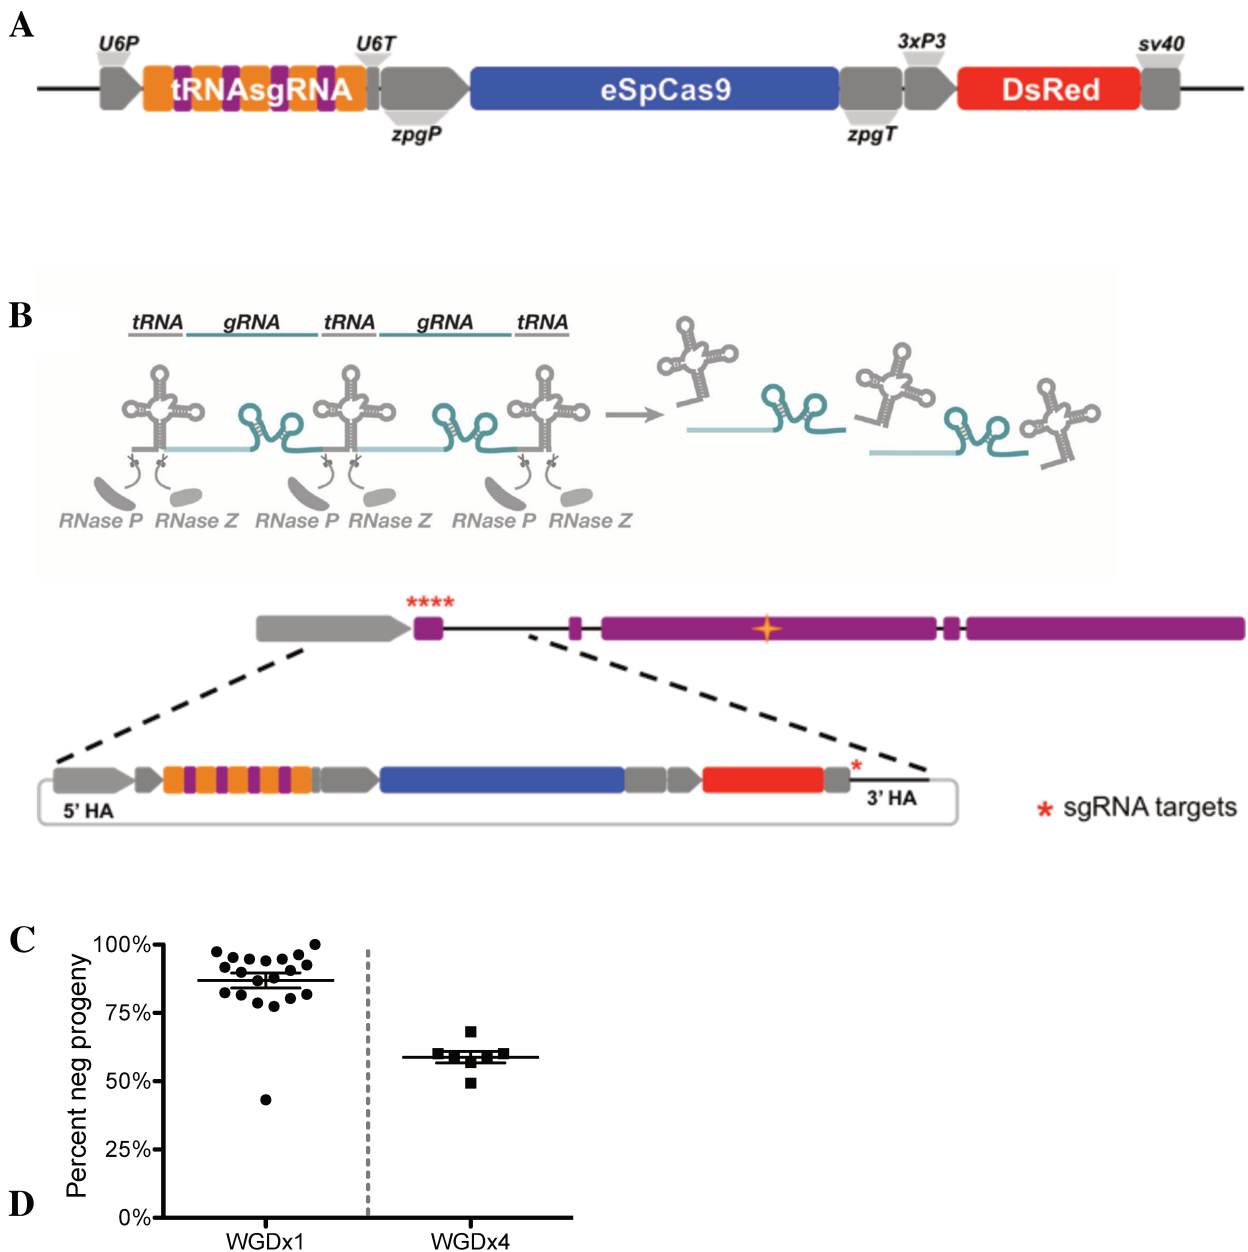 A
U6P U6T 3xP3 sv40
tRNAsgRNA eSpCas9 DsRed
zpgP zpgT
B
tRNA gRNA tRNA gRNA tRNA
RNase P RNase Z RNase P RNase Z RNase P RNase Z
****
*
5' HA 3' HA
* sgRNA targets
C
100%
75%
50%
25%
0%
Percent neg progeny
D
WGDx1 WGDx4